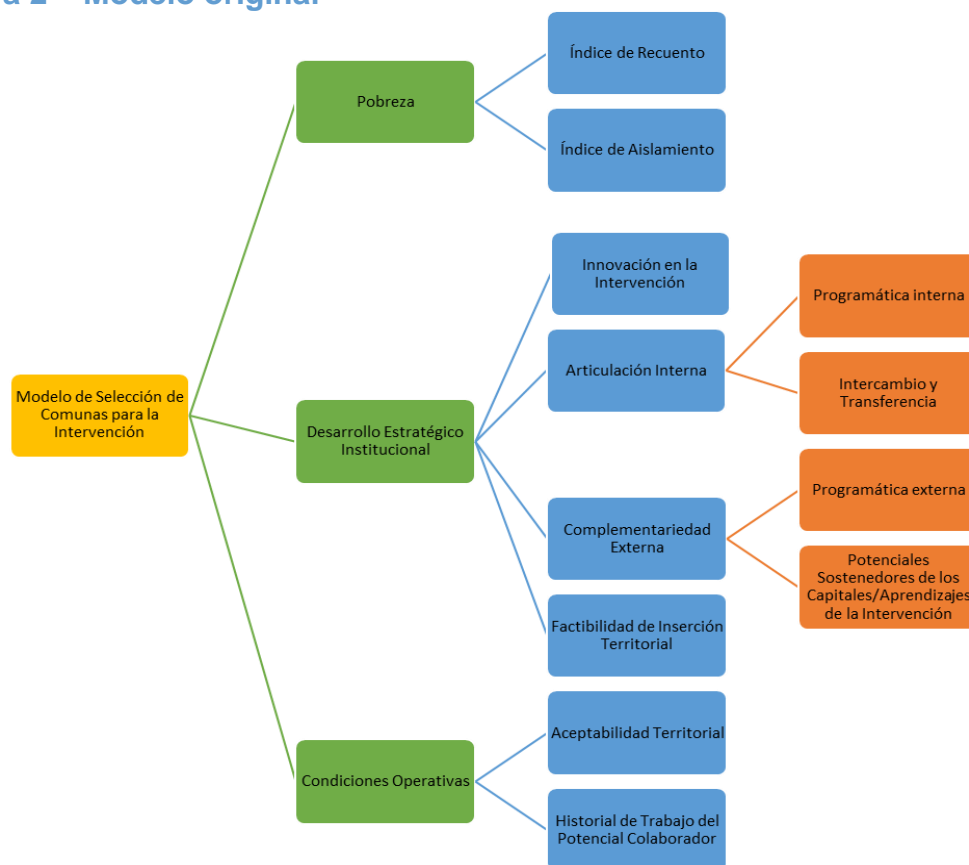 a 2 – Modelo original
Índice de Recuento
Pobreza
Índice de Aislamiento
Innovación en la
Intervención
Programática interna
Articulación Interna
Intercambio y
Transferencia
Modelo de Selección de
Comunas para la
Intervención
Desarrollo Estratégico
Institucional
Programática externa
Complementariedad
Externa
Potenciales
Sostenedores de los
Capitales/Aprendizajes
de la Intervención
Factibilidad de Inserción
Territorial
Aceptabilidad Territorial
Condiciones Operativas
Historial de Trabajo del
Potencial Colaborador